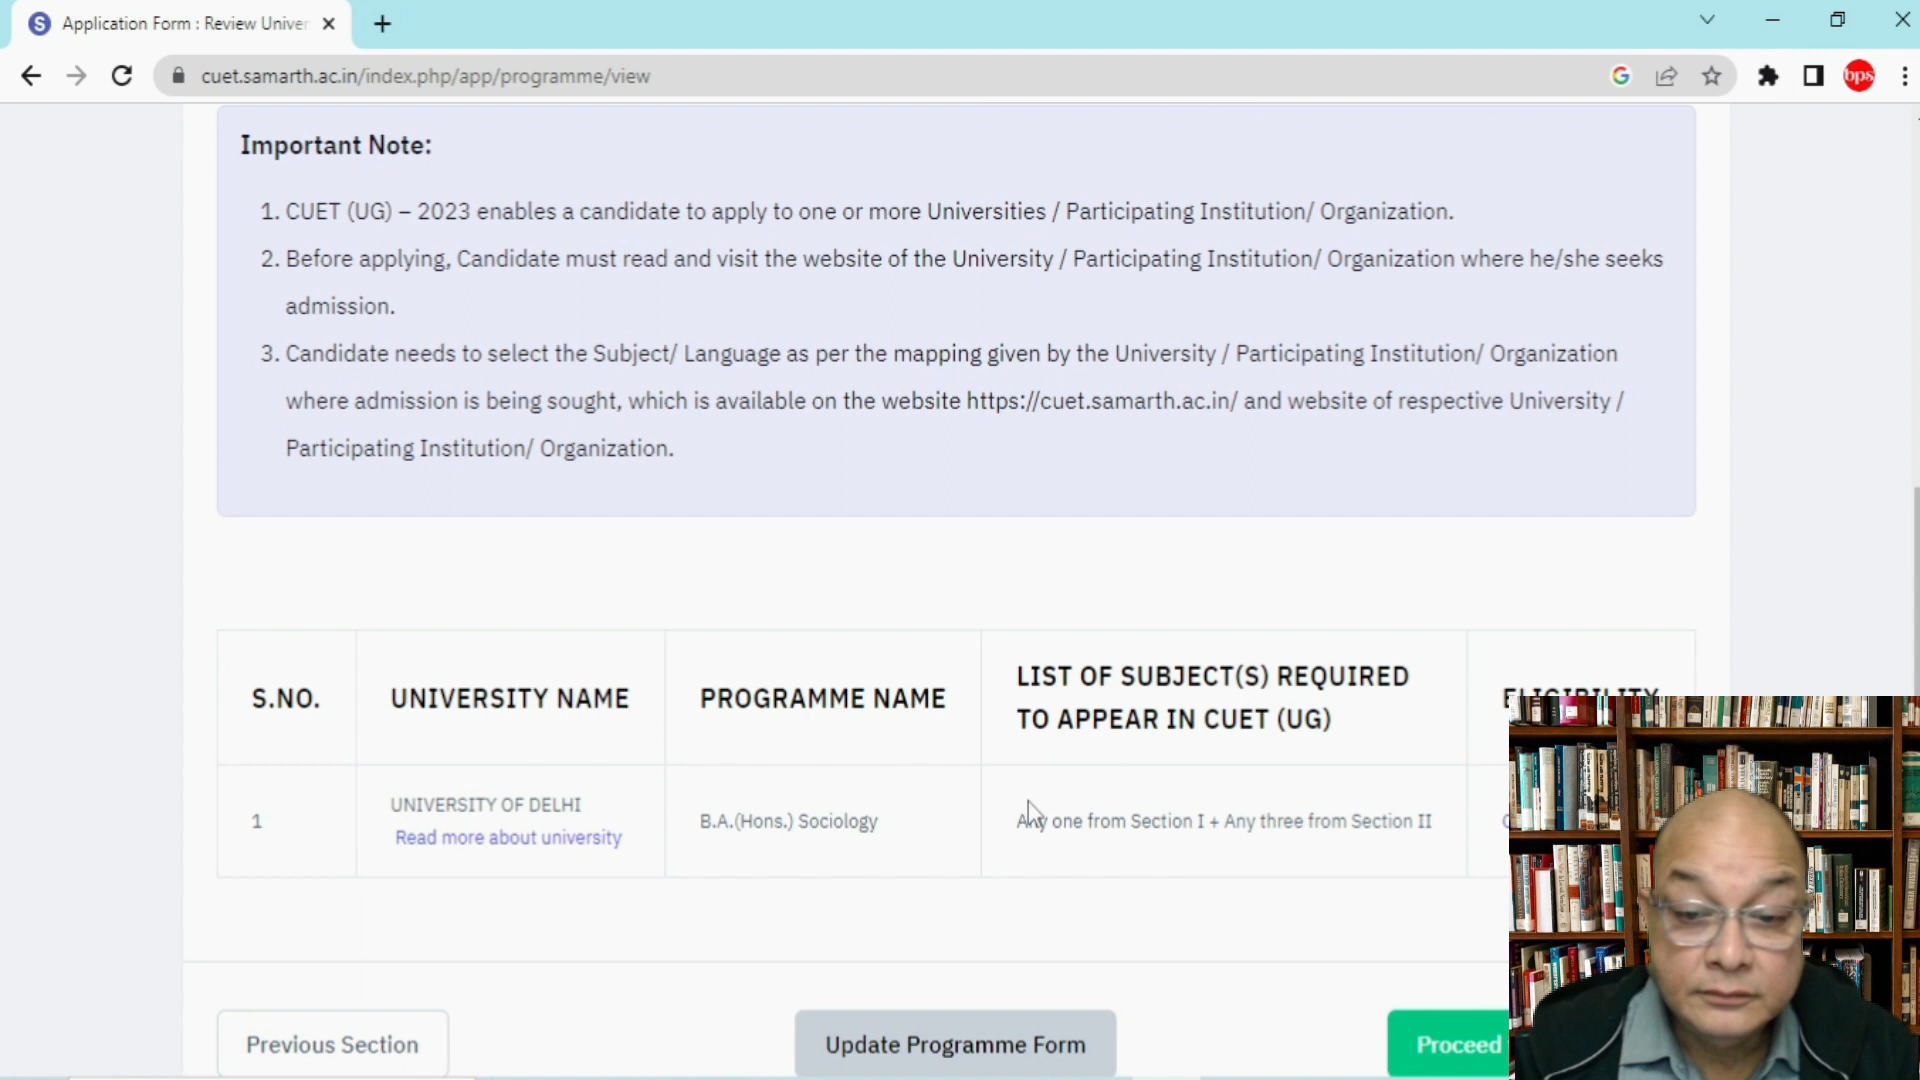 Application Form : Review Univer
cuet.samarth.ac.in/index.php/app/programme/view
bps
Important Note:
1. CUET (UG) – 2023 enables a candidate to apply to one or more Universities / Participating Institution/ Organization.
2. Before applying, Candidate must read and visit the website of the University / Participating Institution/ Organization where he/she seeks
admission.
3. Candidate needs to select the Subject/ Language as per the mapping given by the University / Participating Institution/ Organization
where admission is being sought, which is available on the website https://cuet.samarth.ac.in/ and website of respective University /
Participating Institution/ Organization.
S.NO.
UNIVERSITY NAME
PROGRAMME NAME
LIST OF SUBJECT(S) REQUIRED
TO APPEAR IN CUET (UG)
ELIGIBILITY
1
UNIVERSITY OF DELHI
Read more about university
B.A.(Hons.) Sociology
Any one from Section I + Any three from Section II
Previous Section
Update Programme Form
Proceed